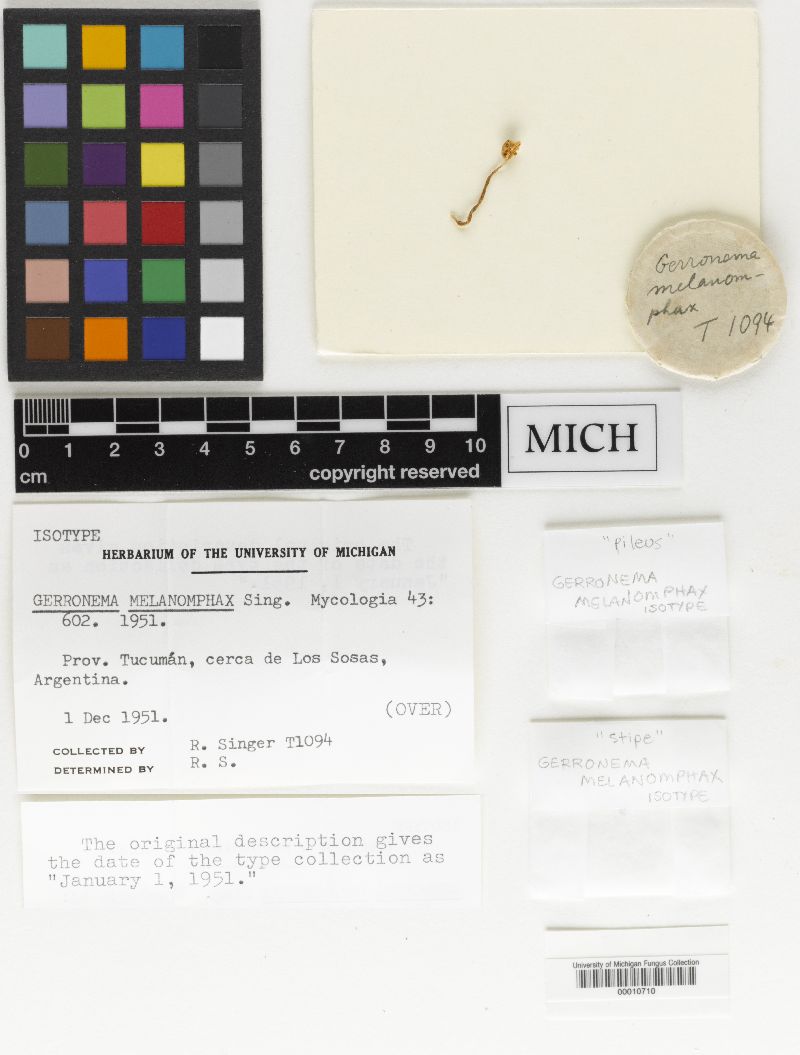 Gerronema
melanom-
phax
T 1094
0 1 2 3 4 5 6 7 8 9 10
cm
copyright reserved
MICH
ISOTYPE
HERBARIUM OF THE UNIVERSITY OF MICHIGAN
GERRONEMA MELANOMPHAX Sing. Mycologia 43:
602. 1951.
Prov. Tucumán, cerca de Los Sosas,
Argentina.
1 Dec 1951.
(OVER)
COLLECTED BY R. Singer T1094
DETERMINED BY R. S.
The original description gives
the date of the type collection as
"January 1, 1951."
"pileus"
GERRONEMA
MELANOMPHAX
ISOTYPE
"stipe"
GERRONEMA
MELANOMPHAX
ISOTYPE
University of Michigan Fungus Collection
00010710